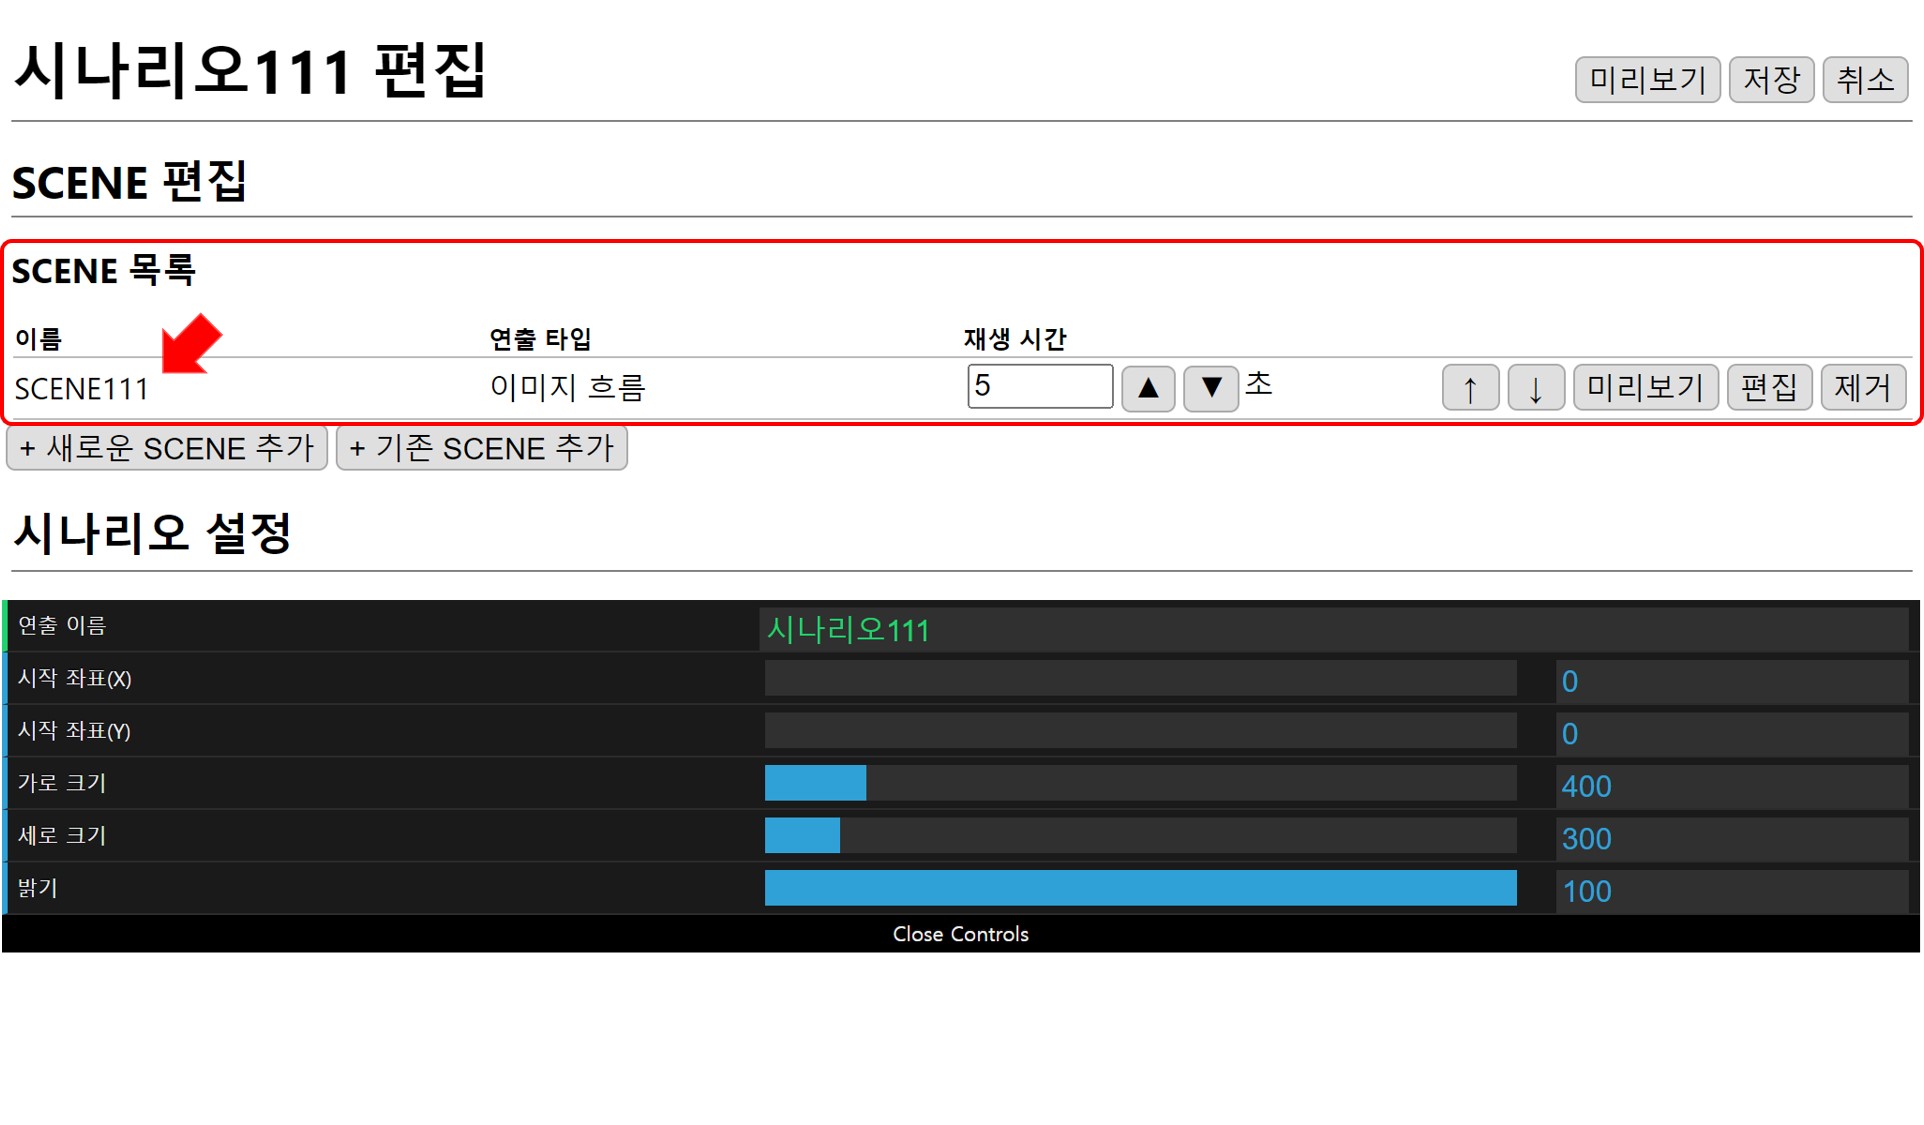 시나리오111 편집
미리보기 저장 취소
SCENE 편집
SCENE 목록
이름 연출 타입 재생 시간
SCENE111 이미지 흐름 5 ▲ ▼ 초 ↑ ↓ 미리보기 편집 제거
+ 새로운 SCENE 추가 + 기존 SCENE 추가
시나리오 설정
연출 이름 시나리오111
시작 좌표(X) 0
시작 좌표(Y) 0
가로 크기 400
세로 크기 300
밝기 100
Close Controls